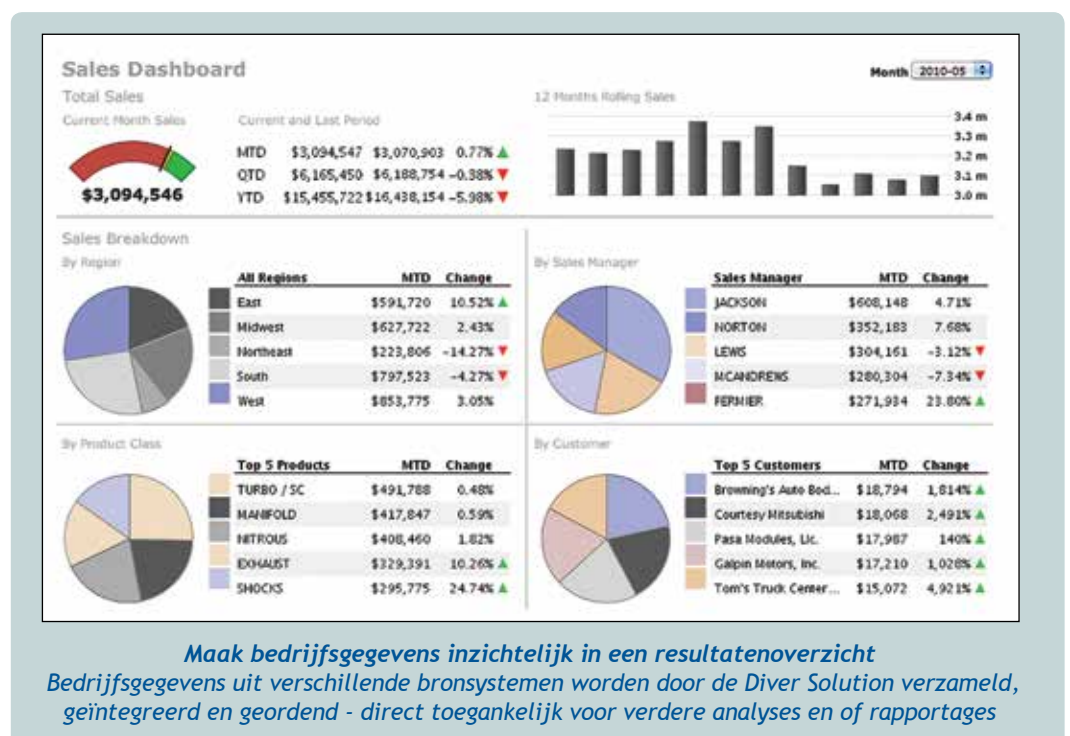 Sales Dashboard
Month 2010-05
Total Sales
12 Months Rolling Sales
Current Month Sales
Current and Last Period
MTD $3,094,547 $3,070,903 0.77%
QTD $6,165,450 $6,188,754 -0.38%
YTD $15,455,722 $16,438,154 -5.98%
$3,094,546
3.4 m
3.3 m
3.2 m
3.1 m
3.0 m
Sales Breakdown
By Region
All Regions MTD Change
East $591,720 10.52%
Midwest $627,722 2.43%
Northeast $223,806 -14.27%
South $797,523 -4.27%
West $853,775 3.05%
By Sales Manager
Sales Manager MTD Change
JACKSON $608,148 4.71%
NORTON $352,183 7.68%
LEWIS $304,161 -3.12%
MCANDREWS $280,304 -7.34%
FERMIER $271,934 23.80%
By Product Class
Top 5 Products MTD Change
TURBO / SC $491,788 0.48%
MANIFOLD $417,847 0.59%
NITROUS $408,460 1.82%
EXHAUST $329,391 10.26%
SHOCKS $295,775 24.74%
By Customer
Top 5 Customers MTD Change
Browning's Auto Bod... $18,794 1,814%
Courtesy Mitsubishi $18,068 2,491%
Pasa Modules, Llc. $17,987 140%
Galpin Motors, Inc. $17,210 1,028%
Tom's Truck Center ... $15,072 4,921%
Maak bedrijfsgegevens inzichtelijk in een resultatenoverzicht
Bedrijfsgegevens uit verschillende bronsystemen worden door de Diver Solution verzameld,
geïntegreerd en geordend - direct toegankelijk voor verdere analyses en of rapportages